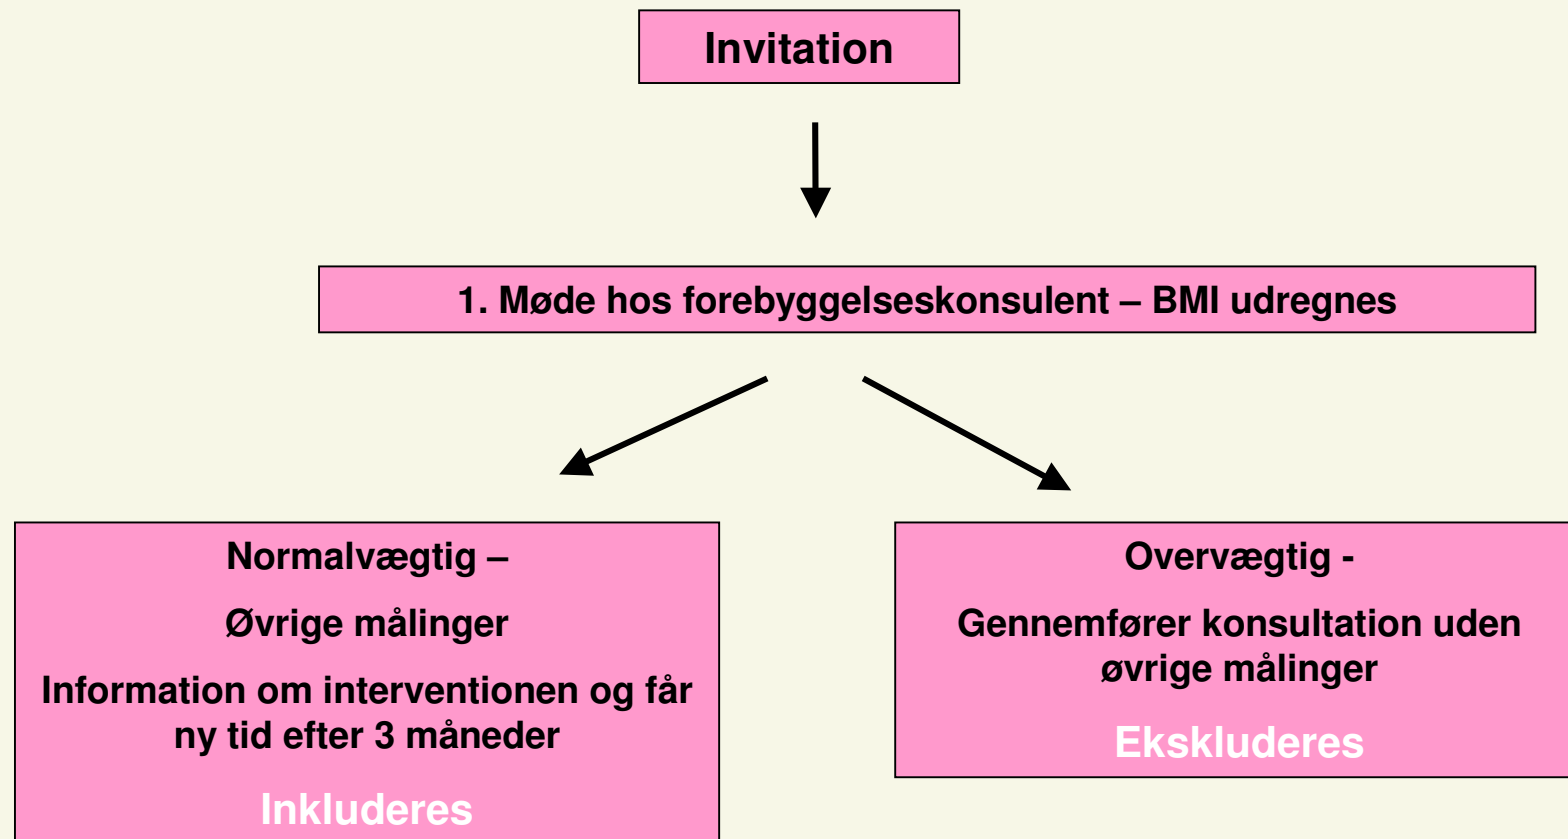 Invitation
1. Møde hos forebyggelseskonsulent – BMI udregnes
Normalvægtig –
Øvrige målinger
Information om interventionen og får
ny tid efter 3 måneder
Inkluderes
Overvægtig -
Gennemfører konsultation uden
øvrige målinger
Ekskluderes